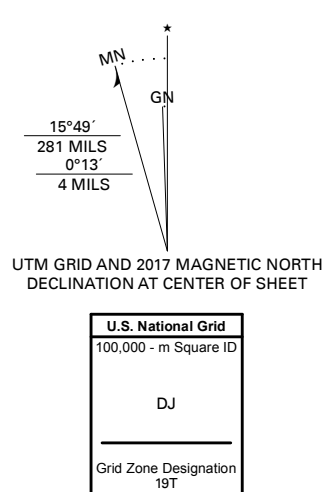 ★
MN
GN
15°49´
281 MILS
0°13´
4 MILS
UTM GRID AND 2017 MAGNETIC NORTH
DECLINATION AT CENTER OF SHEET
U.S. National Grid
100,000 - m Square ID
DJ
Grid Zone Designation
19T